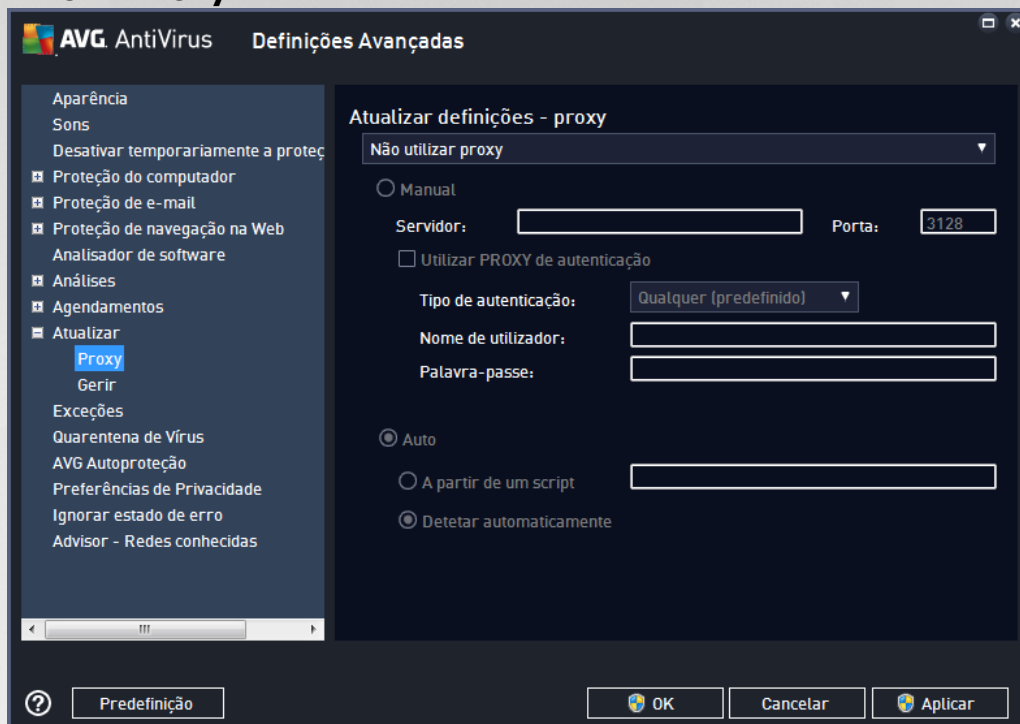 AVG. AntiVirus Definições Avançadas
Aparência
Sons
Desativar temporariamente a proteç
Proteção do computador
Proteção de e-mail
Proteção de navegação na Web
Analisador de software
Análises
Agendamentos
Atualizar
Proxy
Gerir
Exceções
Quarentena de Vírus
AVG Autoproteção
Preferências de Privacidade
Ignorar estado de erro
Advisor - Redes conhecidas
Atualizar definições - proxy
Não utilizar proxy
Manual
Servidor: Porta: 3128
Utilizar PROXY de autenticação
Tipo de autenticação: Qualquer (predefinido)
Nome de utilizador:
Palavra-passe:
Auto
A partir de um script
Detetar automaticamente
Predefinição OK Cancelar Aplicar